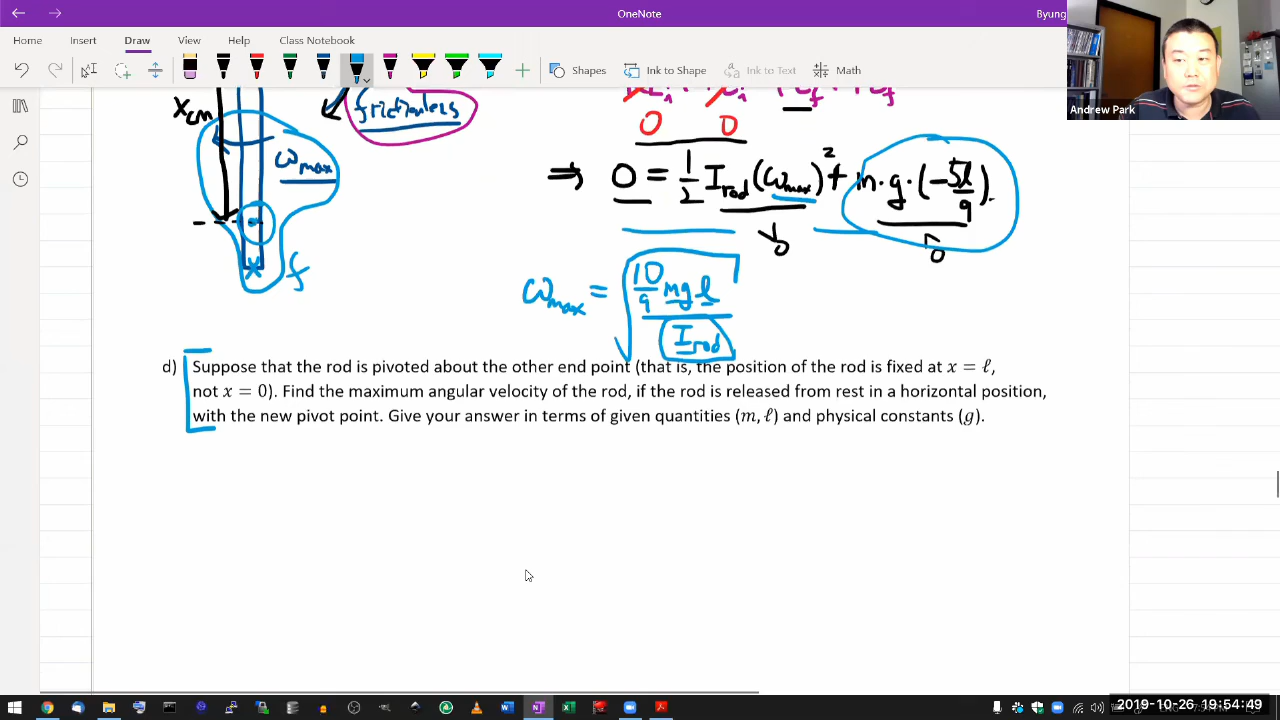 OneNote
Byung
Home Insert Draw View Help Class Notebook
Shapes Ink to Shape Ink to Text Math
Andrew Park
x_cm
frictionless
ω_max
f
0 0
⇒ 0 = 1/2 I_rod (ω_max)^2 + m·g·(-5ℓ/9).
>0
<0
ω_max = √(10/9 mgℓ / I_rod)
d) Suppose that the rod is pivoted about the other end point (that is, the position of the rod is fixed at x = ℓ,
not x = 0). Find the maximum angular velocity of the rod, if the rod is released from rest in a horizontal position,
with the new pivot point. Give your answer in terms of given quantities (m, ℓ) and physical constants (g).
2019-10-26 19:54:49